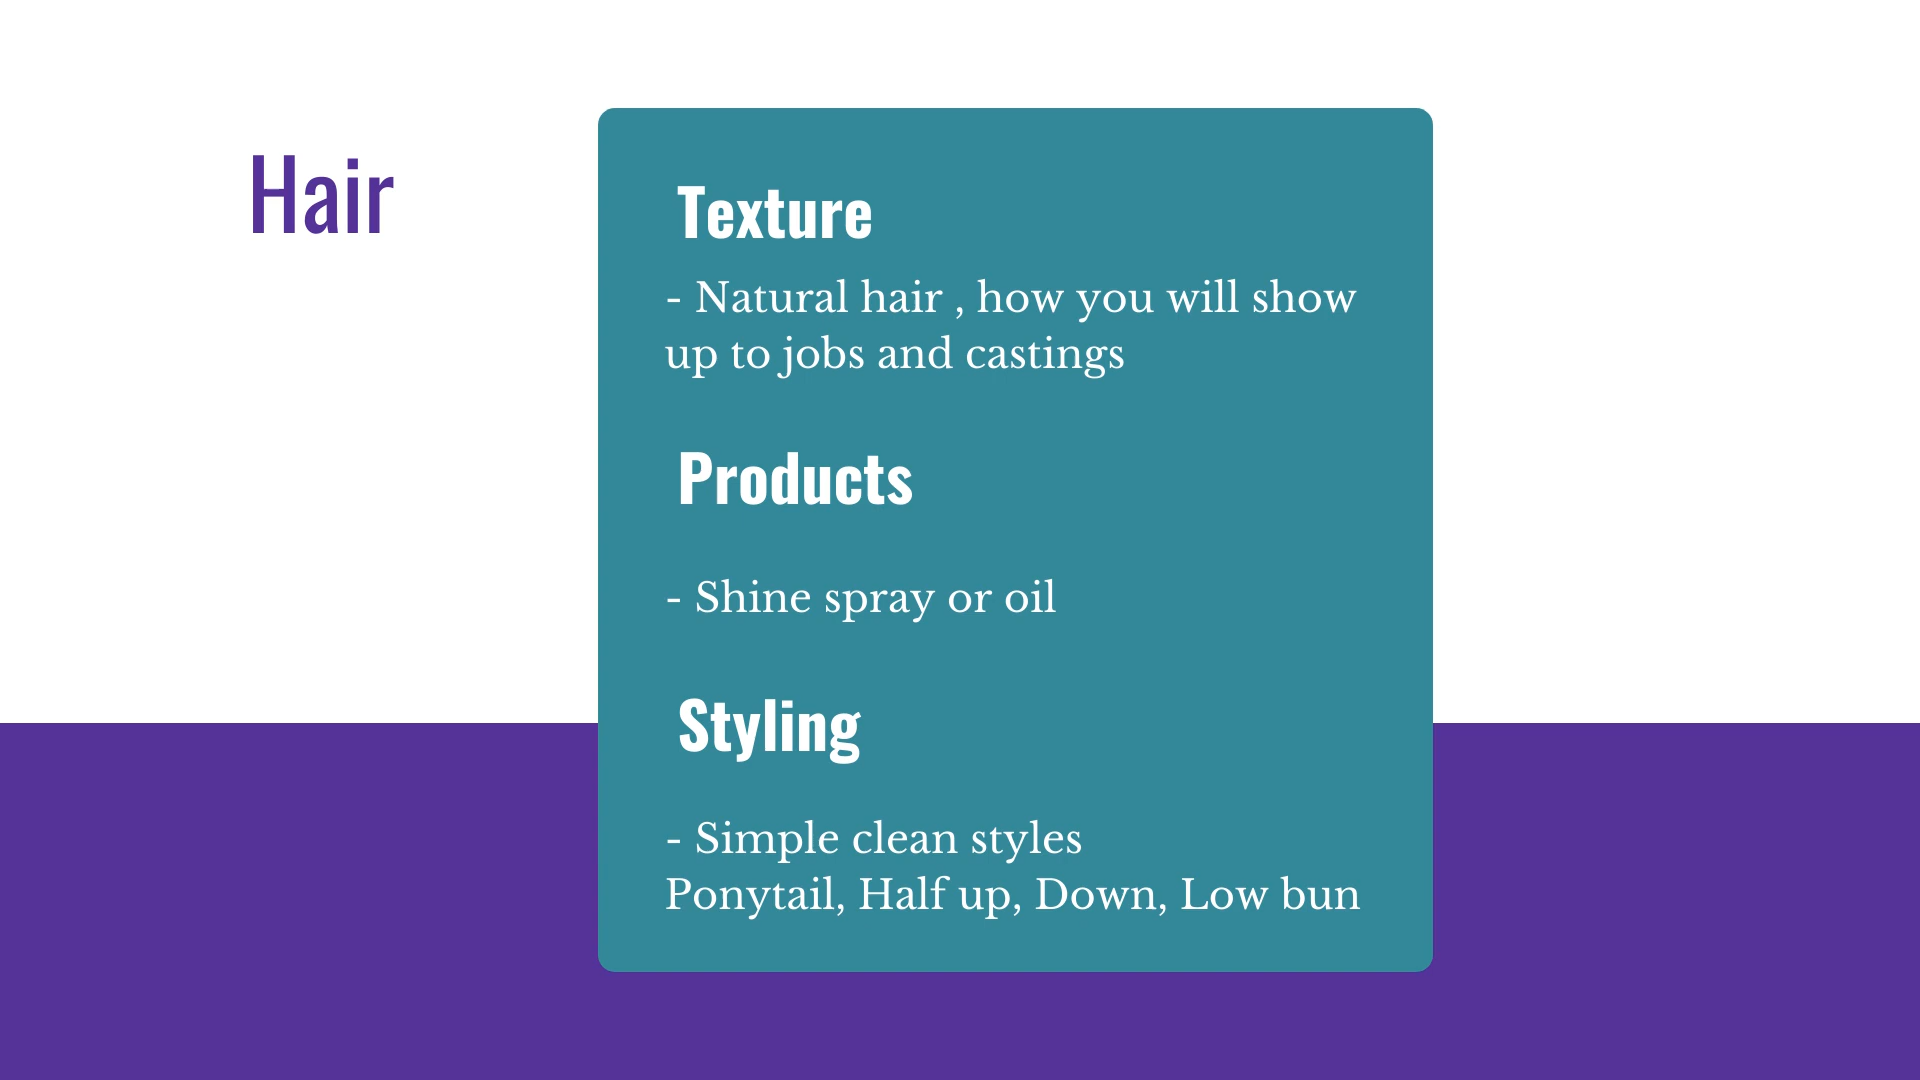 Hair
Texture
- Natural hair , how you will show
up to jobs and castings
Products
- Shine spray or oil
Styling
- Simple clean styles
Ponytail, Half up, Down, Low bun